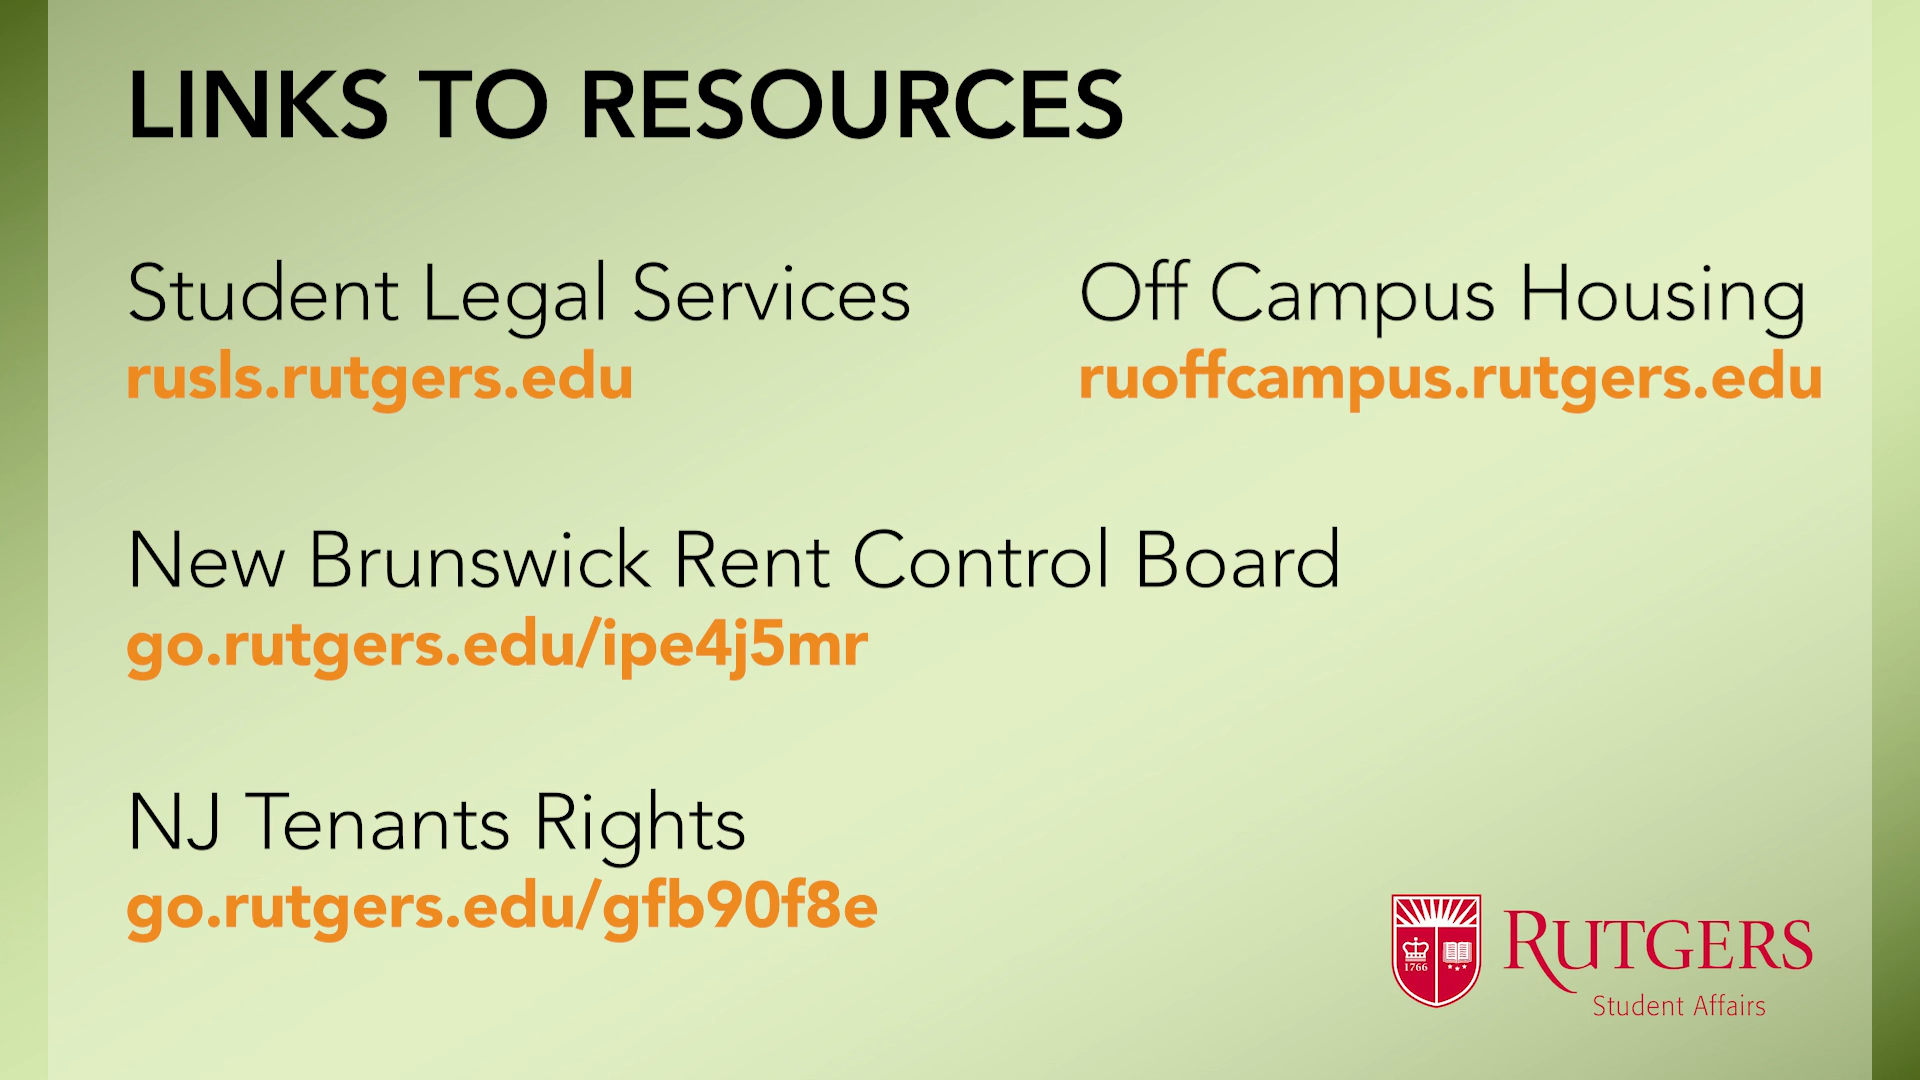 LINKS TO RESOURCES
Student Legal Services
rusls.rutgers.edu
Off Campus Housing
ruoffcampus.rutgers.edu
New Brunswick Rent Control Board
go.rutgers.edu/ipe4j5mr
NJ Tenants Rights
go.rutgers.edu/gfb90f8e
1766
RUTGERS
Student Affairs